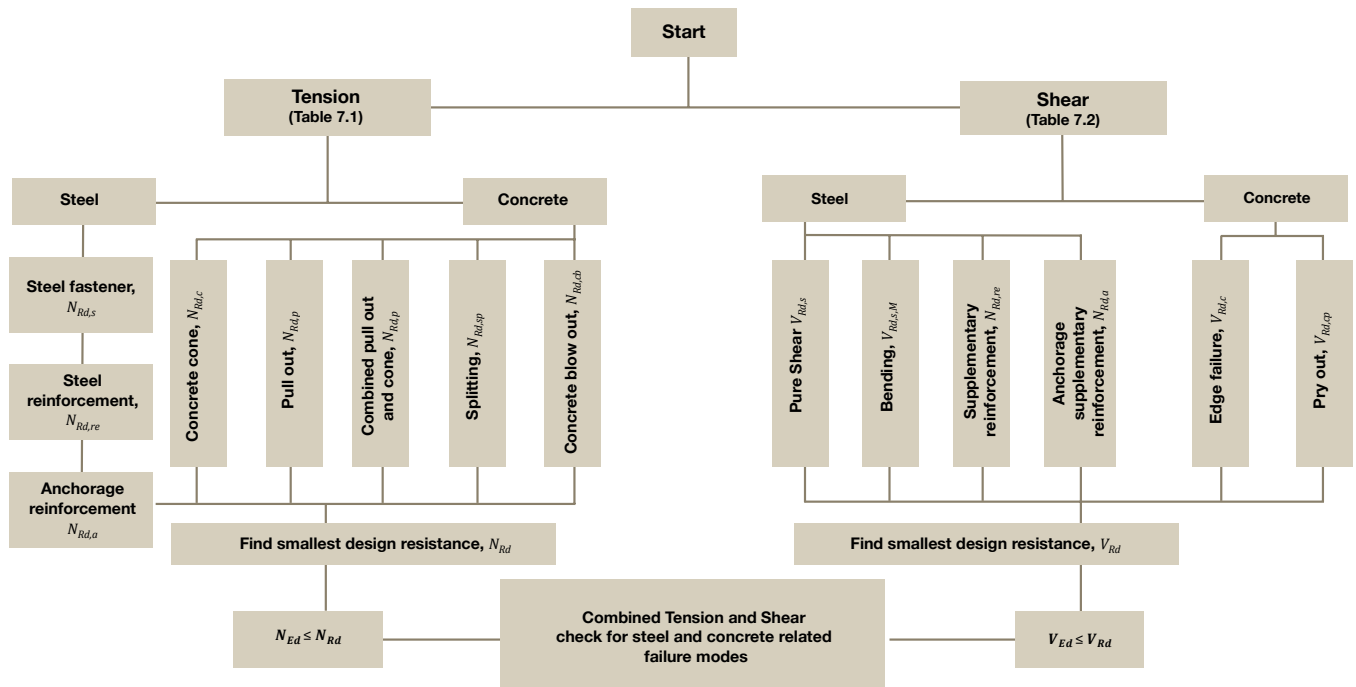 Start
Tension
(Table 7.1)
Shear
(Table 7.2)
Steel
Concrete
Steel
Concrete
Steel fastener,
N_{Rd,s}
Steel
reinforcement,
N_{Rd,re}
Anchorage
reinforcement
N_{Rd,a}
Concrete cone, N_{Rd,c}
Pull out, N_{Rd,p}
Combined pull out
and cone, N_{Rd,p}
Splitting, N_{Rd,sp}
Concrete blow out, N_{Rd,cb}
Pure Shear V_{Rd,s}
Bending, V_{Rd,s,M}
Supplementary
reinforcement, N_{Rd,re}
Anchorage
supplementary
reinforcement, N_{Rd,a}
Edge failure, V_{Rd,c}
Pry out, V_{Rd,cp}
Find smallest design resistance, N_{Rd}
Find smallest design resistance, V_{Rd}
N_{Ed} ≤ N_{Rd}
Combined Tension and Shear
check for steel and concrete related
failure modes
V_{Ed} ≤ V_{Rd}